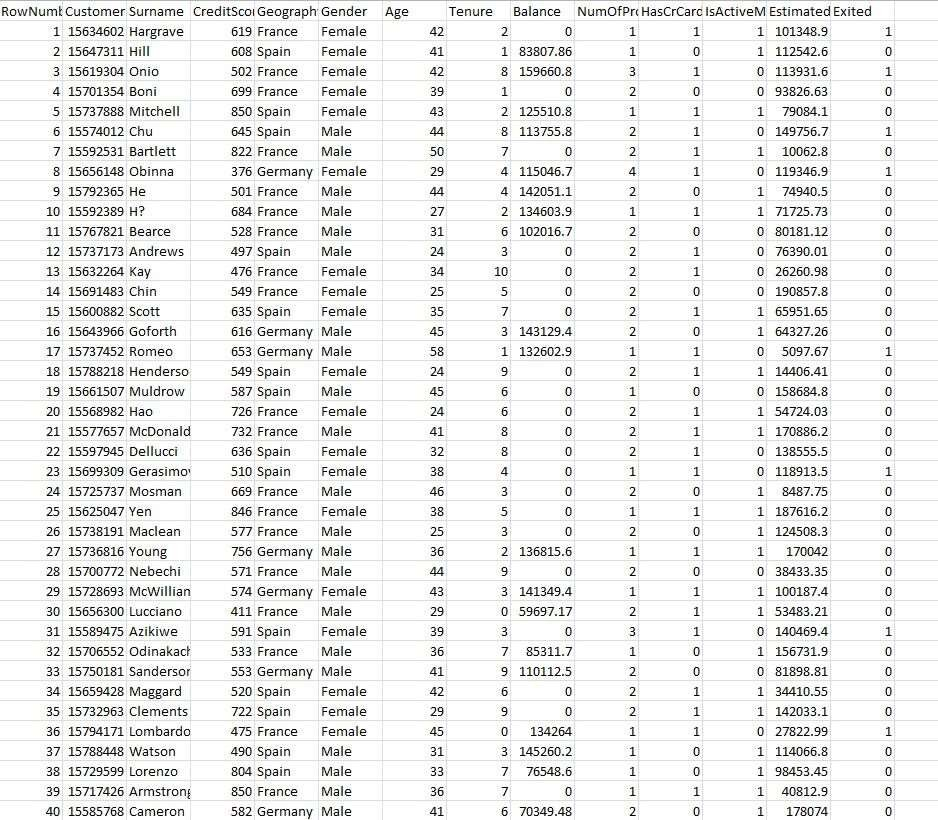 RowNumb Customer Surname CreditScor Geograph Gender Age Tenure Balance NumOfPro HasCrCard IsActiveM Estimated Exited
1 15634602 Hargrave 619 France Female 42 2 0 1 1 1 101348.9 1
2 15647311 Hill 608 Spain Female 41 1 83807.86 1 0 1 112542.6 0
3 15619304 Onio 502 France Female 42 8 159660.8 3 1 0 113931.6 1
4 15701354 Boni 699 France Female 39 1 0 2 0 0 93826.63 0
5 15737888 Mitchell 850 Spain Female 43 2 125510.8 1 1 1 79084.1 0
6 15574012 Chu 645 Spain Male 44 8 113755.8 2 1 0 149756.7 1
7 15592531 Bartlett 822 France Male 50 7 0 2 1 1 10062.8 0
8 15656148 Obinna 376 Germany Female 29 4 115046.7 4 1 0 119346.9 1
9 15792365 He 501 France Male 44 4 142051.1 2 0 1 74940.5 0
10 15592389 H? 684 France Male 27 2 134603.9 1 1 1 71725.73 0
11 15767821 Bearce 528 France Male 31 6 102016.7 2 0 0 80181.12 0
12 15737173 Andrews 497 Spain Male 24 3 0 2 1 0 76390.01 0
13 15632264 Kay 476 France Female 34 10 0 2 1 0 26260.98 0
14 15691483 Chin 549 France Female 25 5 0 2 0 0 190857.8 0
15 15600882 Scott 635 Spain Female 35 7 0 2 1 1 65951.65 0
16 15643966 Goforth 616 Germany Male 45 3 143129.4 2 0 1 64327.26 0
17 15737452 Romeo 653 Germany Male 58 1 132602.9 1 1 0 5097.67 1
18 15788218 Henderso 549 Spain Female 24 9 0 2 1 1 14406.41 0
19 15661507 Muldrow 587 Spain Male 45 6 0 1 0 0 158684.8 0
20 15568982 Hao 726 France Female 24 6 0 2 1 1 54724.03 0
21 15577657 McDonald 732 France Male 41 8 0 2 1 1 170886.2 0
22 15597945 Dellucci 636 Spain Female 32 8 0 2 1 0 138555.5 0
23 15699309 Gerasimov 510 Spain Female 38 4 0 1 1 0 118913.5 1
24 15725737 Mosman 669 France Male 46 3 0 2 0 1 8487.75 0
25 15625047 Yen 846 France Female 38 5 0 1 1 1 187616.2 0
26 15738191 Maclean 577 France Male 25 3 0 2 0 1 124508.3 0
27 15736816 Young 756 Germany Male 36 2 136815.6 1 1 1 170042 0
28 15700772 Nebechi 571 France Male 44 9 0 2 0 0 38433.35 0
29 15728693 McWillian 574 Germany Female 43 3 141349.4 1 1 1 100187.4 0
30 15656300 Lucciano 411 France Male 29 0 59697.17 2 1 1 53483.21 0
31 15589475 Azikiwe 591 Spain Female 39 3 0 3 1 0 140469.4 1
32 15706552 Odinakach 533 France Male 36 7 85311.7 1 0 1 156731.9 0
33 15750181 Sanderson 553 Germany Male 41 9 110112.5 2 0 0 81898.81 0
34 15659428 Maggard 520 Spain Female 42 6 0 2 1 1 34410.55 0
35 15732963 Clements 722 Spain Female 29 9 0 2 1 1 142033.1 0
36 15794171 Lombardo 475 France Female 45 0 134264 1 1 0 27822.99 1
37 15788448 Watson 490 Spain Male 31 3 145260.2 1 0 1 114066.8 0
38 15729599 Lorenzo 804 Spain Male 33 7 76548.6 1 0 1 98453.45 0
39 15717426 Armstrong 850 France Male 36 7 0 1 1 1 40812.9 0
40 15585768 Cameron 582 Germany Male 41 6 70349.48 2 0 1 178074 0